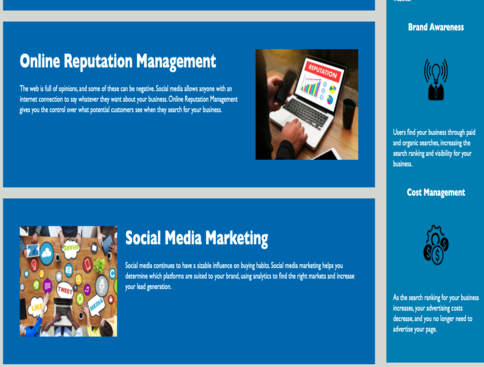 Online Reputation Management
The web is full of opinions, and some of these can be negative. Social media allows anyone with an
internet connection to say whatever they want about your business. Online Reputation Management
gives you the control over what potential customers see when they search for your business.
REPUTATION
Social Media Marketing
Social media continues to have a sizable influence on buying habits. Social media marketing helps you
determine which platforms are suited to your brand, using analytics to find the right markets and increase
your lead generation.
SHARE
TWEET
LIKE
MEDIA
Brand Awareness
Users find your business through paid
and organic searches, increasing the
search ranking and visibility for your
business.
Cost Management
As the search ranking for your business
increases, your advertising costs
decrease, and you no longer need to
advertise your page.